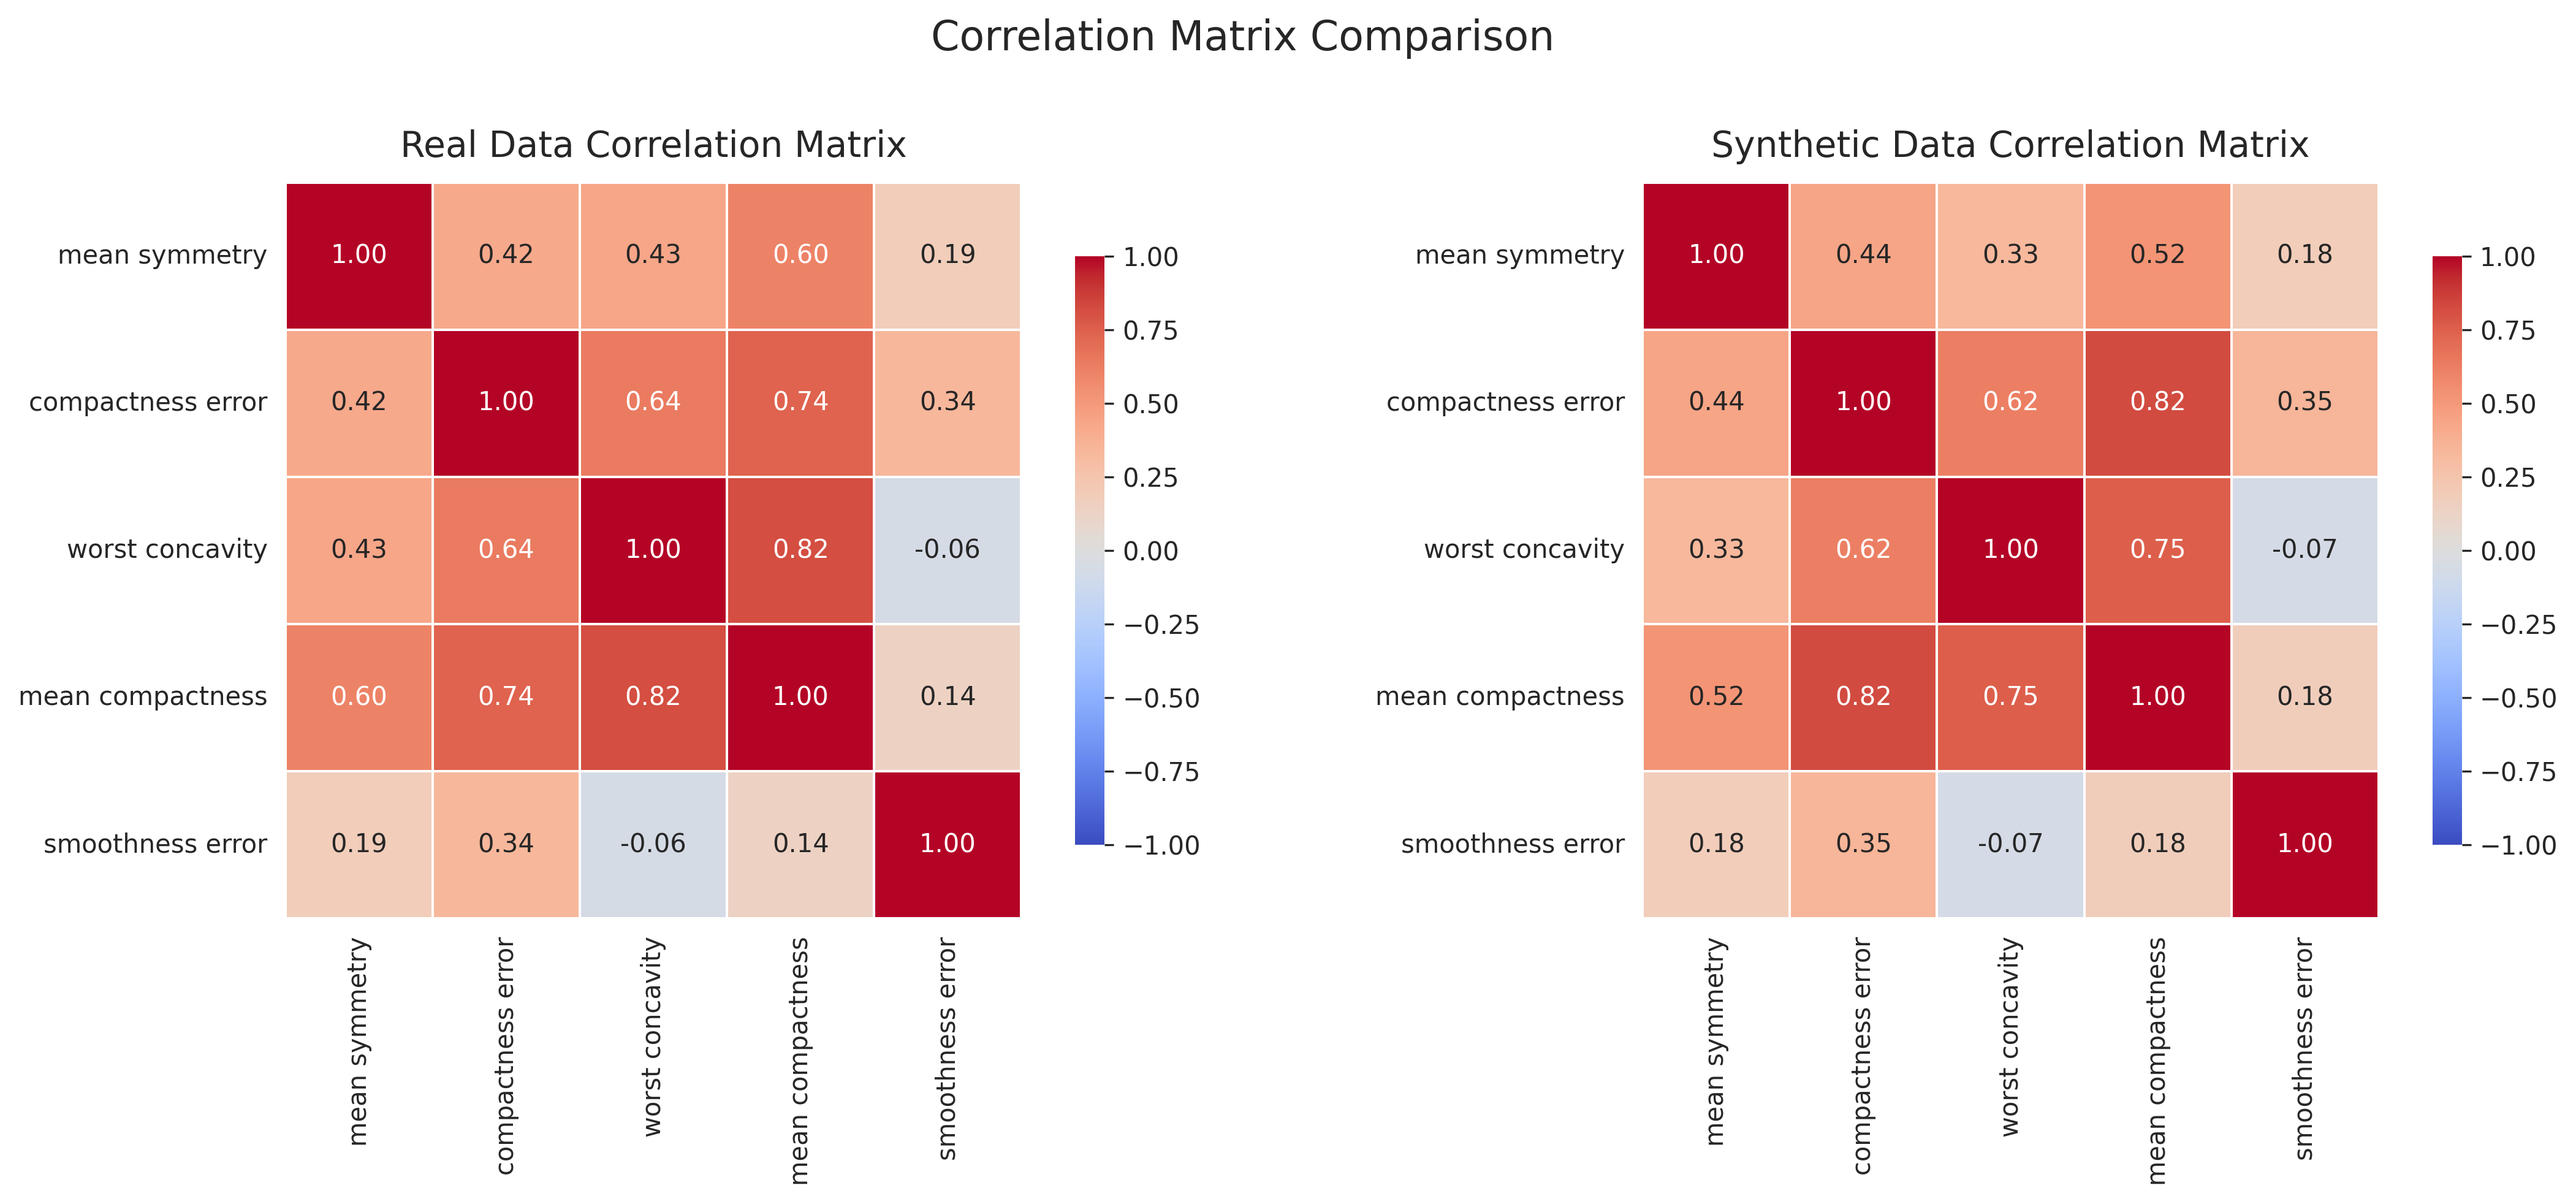 Correlation Matrix Comparison
Real Data Correlation Matrix
mean symmetry 1.00 0.42 0.43 0.60 0.19
compactness error 0.42 1.00 0.64 0.74 0.34
worst concavity 0.43 0.64 1.00 0.82 -0.06
mean compactness 0.60 0.74 0.82 1.00 0.14
smoothness error 0.19 0.34 -0.06 0.14 1.00
mean symmetry
compactness error
worst concavity
mean compactness
smoothness error
1.00
0.75
0.50
0.25
0.00
−0.25
−0.50
−0.75
−1.00
Synthetic Data Correlation Matrix
mean symmetry 1.00 0.44 0.33 0.52 0.18
compactness error 0.44 1.00 0.62 0.82 0.35
worst concavity 0.33 0.62 1.00 0.75 -0.07
mean compactness 0.52 0.82 0.75 1.00 0.18
smoothness error 0.18 0.35 -0.07 0.18 1.00
mean symmetry
compactness error
worst concavity
mean compactness
smoothness error
1.00
0.75
0.50
0.25
0.00
−0.25
−0.50
−0.75
−1.00